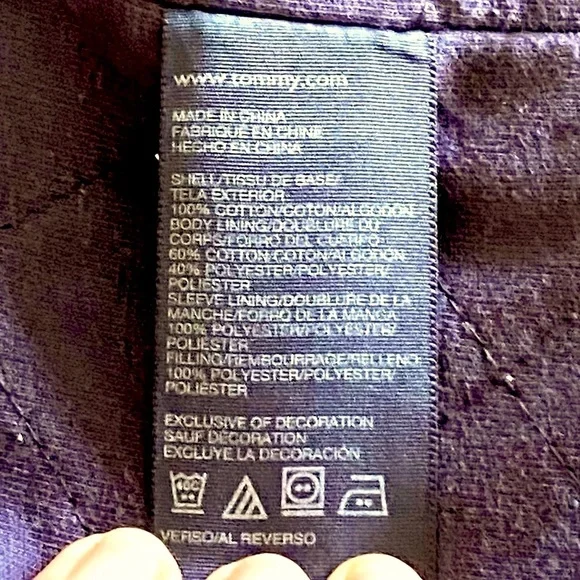 www.tommy.com
MADE IN CHINA
FABRIQUÉ EN CHINE
HECHO EN CHINA
SHELL/TISSU DE BASE/
TELA EXTERIOR
100% COTTON/COTON/ALGODON
BODY LINING/DOUBLURE DU
CORPS/FORRO DEL CUERPO
60% COTTON/COTON/ALGODON
40% POLYESTER/POLYESTER/
POLIESTER
SLEEVE LINING/DOUBLURE DE LA
MANCHE/FORRO DE LA MANGA
100% POLYESTER/POLYESTER/
POLIESTER
FILLING/REMBOURRAGE/RELLENO
100% POLYESTER/POLYESTER/
POLIESTER
EXCLUSIVE OF DECORATION
SAUF DÉCORATION
EXCLUYE LA DECORACIÓN
VERSO/AL REVERSO